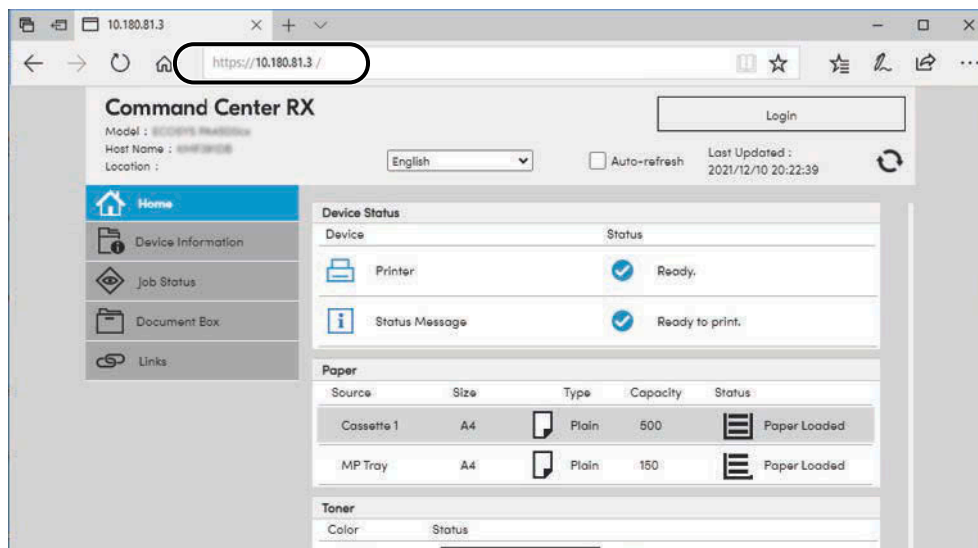 10.180.81.3
https://10.180.81.3 /
Command Center RX
Login
Model :
Host Name :
Location :
English
Auto-refresh
Last Updated :
2021/12/10 20:22:39
Home
Device Information
Job Status
Document Box
Links
Device Status
Device Status
Printer Ready.
Status Message Ready to print.
Paper
Source Size Type Capacity Status
Cassette 1 A4 Plain 500 Paper Loaded
MP Tray A4 Plain 150 Paper Loaded
Toner
Color Status